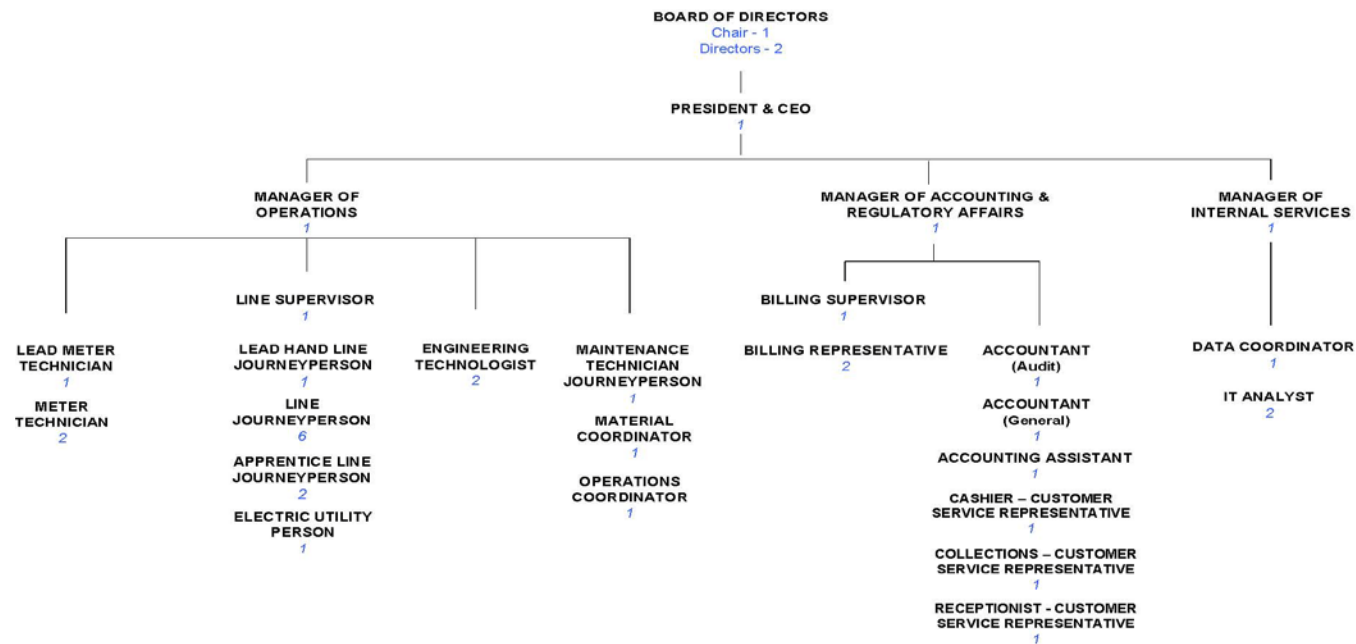 BOARD OF DIRECTORS
Chair - 1
Directors - 2
PRESIDENT & CEO
1
MANAGER OF
OPERATIONS
1
MANAGER OF ACCOUNTING &
REGULATORY AFFAIRS
1
MANAGER OF
INTERNAL SERVICES
1
LEAD METER
TECHNICIAN
1
METER
TECHNICIAN
2
LINE SUPERVISOR
1
LEAD HAND LINE
JOURNEYPERSON
1
LINE
JOURNEYPERSON
6
APPRENTICE LINE
JOURNEYPERSON
2
ELECTRIC UTILITY
PERSON
1
ENGINEERING
TECHNOLOGIST
2
MAINTENANCE
TECHNICIAN
JOURNEYPERSON
1
MATERIAL
COORDINATOR
1
OPERATIONS
COORDINATOR
1
BILLING SUPERVISOR
1
BILLING REPRESENTATIVE
2
ACCOUNTANT
(Audit)
1
ACCOUNTANT
(General)
1
ACCOUNTING ASSISTANT
1
CASHIER – CUSTOMER
SERVICE REPRESENTATIVE
1
COLLECTIONS – CUSTOMER
SERVICE REPRESENTATIVE
1
RECEPTIONIST - CUSTOMER
SERVICE REPRESENTATIVE
1
DATA COORDINATOR
1
IT ANALYST
2